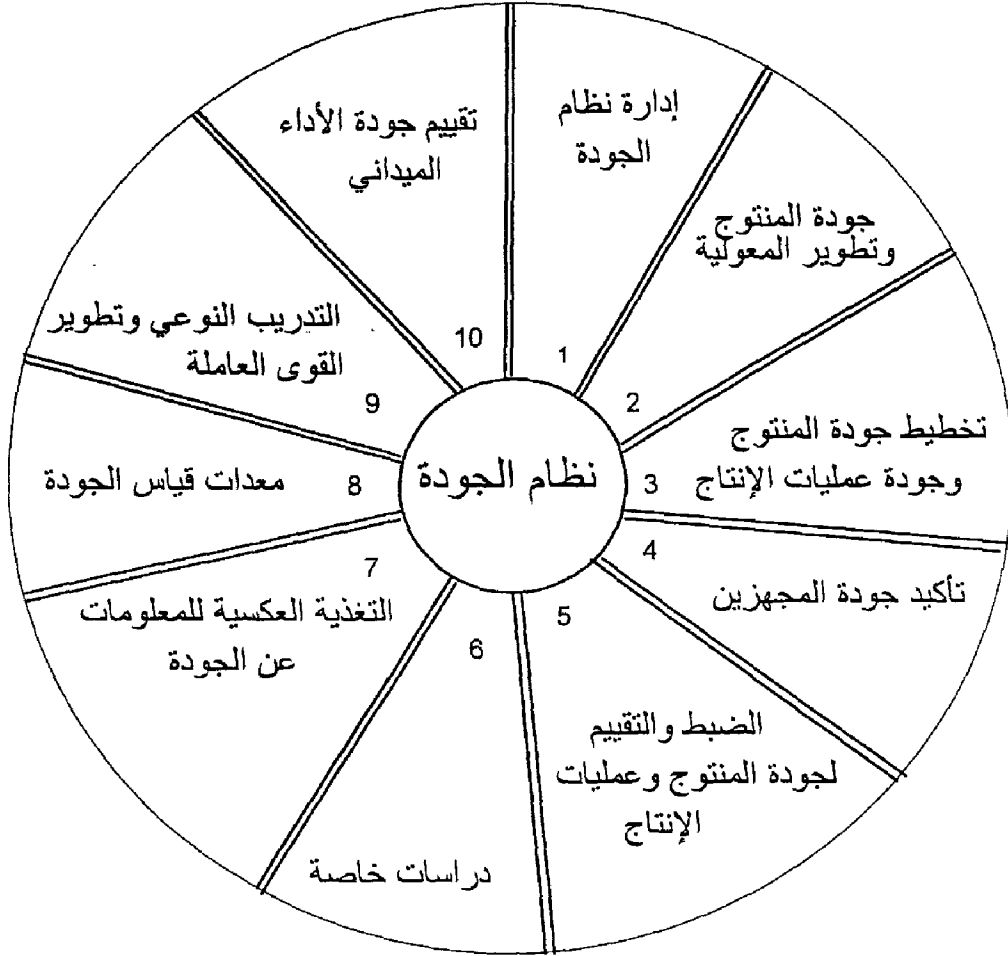 نظام الجودة
1
إدارة نظام
الجودة
2
جودة المنتوج
وتطوير المعولية
3
تخطيط جودة المنتوج
وجودة عمليات الإنتاج
4
تأكيد جودة المجهزين
5
الضبط والتقييم
لجودة المنتوج وعمليات
الإنتاج
6
دراسات خاصة
7
التغذية العكسية للمعلومات
عن الجودة
8
معدات قياس الجودة
9
التدريب النوعي وتطوير
القوى العاملة
10
تقييم جودة الأداء
الميداني